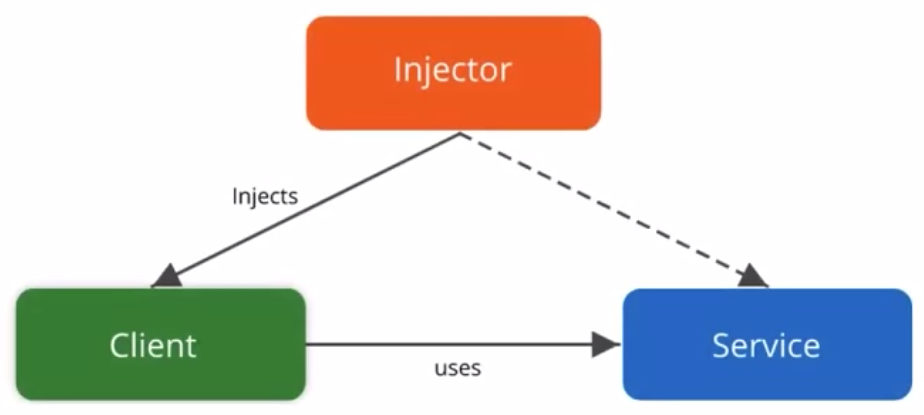 Injector
Injects
Client
uses
Service